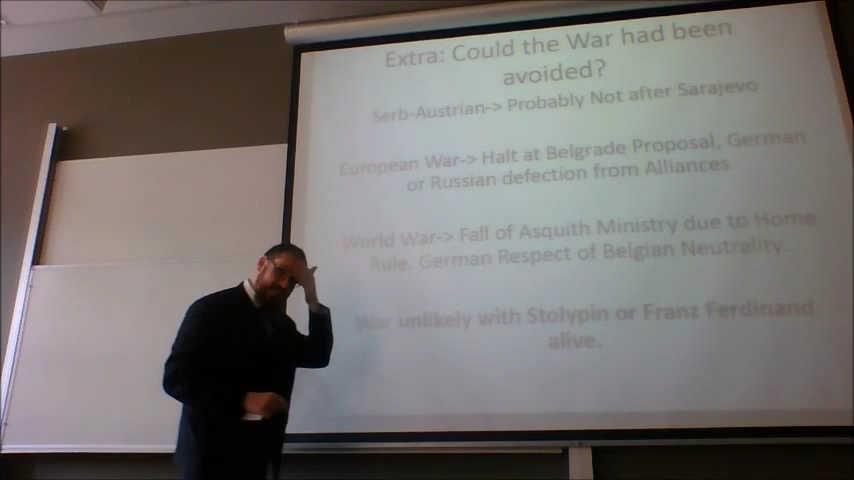 Extra: Could the War had been
avoided?
Serb-Austrian-> Probably Not after Sarajevo
European War-> Halt at Belgrade Proposal, German
or Russian defection from Alliances
World War-> Fall of Asquith Ministry due to Home
Rule. German Respect of Belgian Neutrality.
War unlikely with Stolypin or Franz Ferdinand
alive.